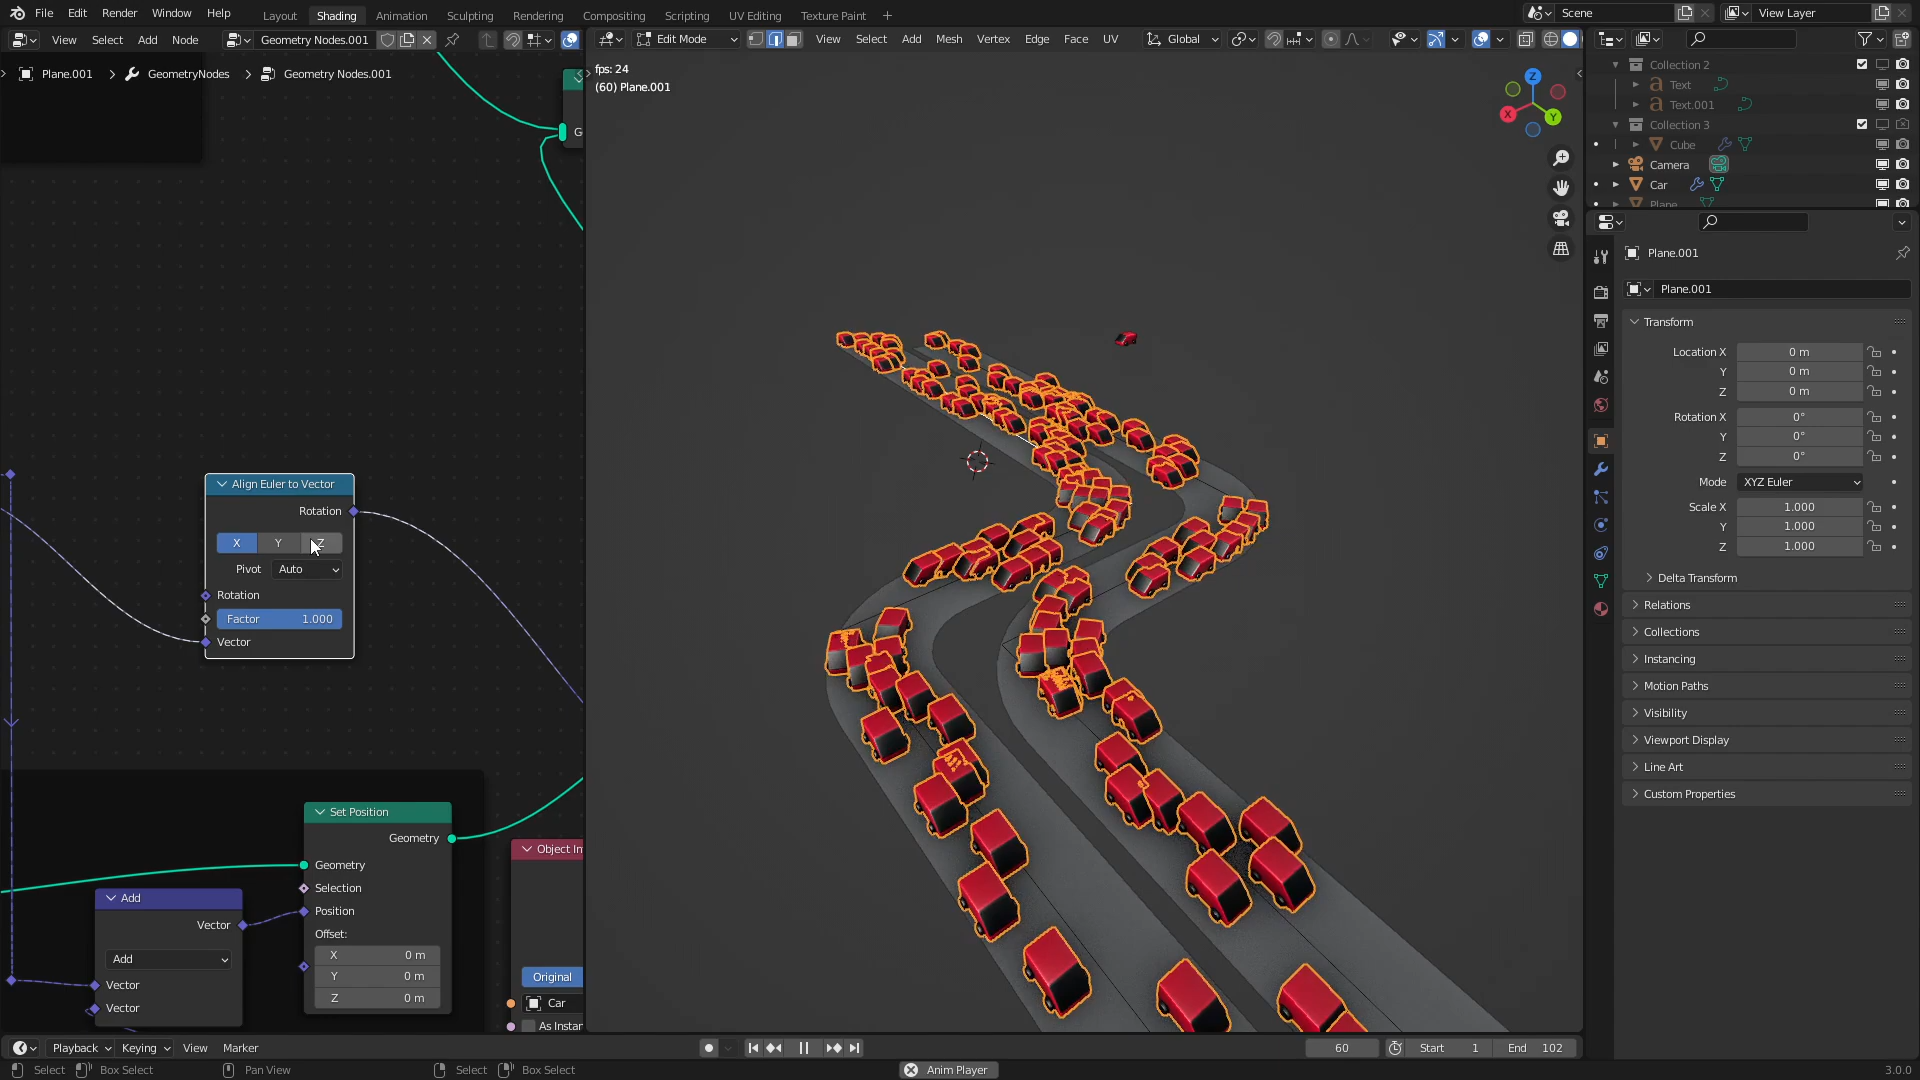 File Edit Render Window Help
Layout Shading Animation Sculpting Rendering Compositing Scripting UV Editing Texture Paint +
Scene
View Layer
View Select Add Node
Geometry Nodes.001
Edit Mode
View Select Add Mesh Vertex Edge Face UV
Global
Plane.001 > GeometryNodes > Geometry Nodes.001
fps: 24
(60) Plane.001
Z
X
Y
Collection 2
Text
Text.001
Collection 3
Cube
Camera
Car
Plane
Plane.001
Plane.001
Transform
Location X 0 m
Y 0 m
Z 0 m
Rotation X 0°
Y 0°
Z 0°
Mode XYZ Euler
Scale X 1.000
Y 1.000
Z 1.000
Delta Transform
Relations
Collections
Instancing
Motion Paths
Visibility
Viewport Display
Line Art
Custom Properties
G
Align Euler to Vector
Rotation
X Y Z
Pivot Auto
Rotation
Factor 1.000
Vector
Set Position
Geometry
Geometry
Selection
Position
Offset:
X 0 m
Y 0 m
Z 0 m
Add
Vector
Add
Vector
Vector
Object In
Original
Car
As Instan
Playback Keying View Marker
60
Start 1
End 102
Select Box Select Pan View Select Box Select
Anim Player
3.0.0